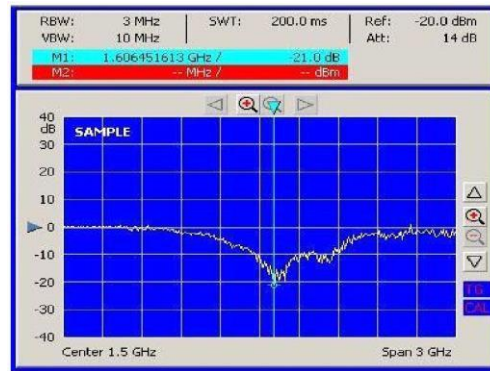 RBW: 3 MHz SWT: 200.0 ms Ref: -20.0 dBm
VBW: 10 MHz Att: 14 dB
M1: 1.606451613 GHz / -21.0 dB
M2: -- MHz / -- dBm
40
dB
SAMPLE
30
20
10
0
-10
-20
-30
-40
TG
CAL
Center 1.5 GHz Span 3 GHz